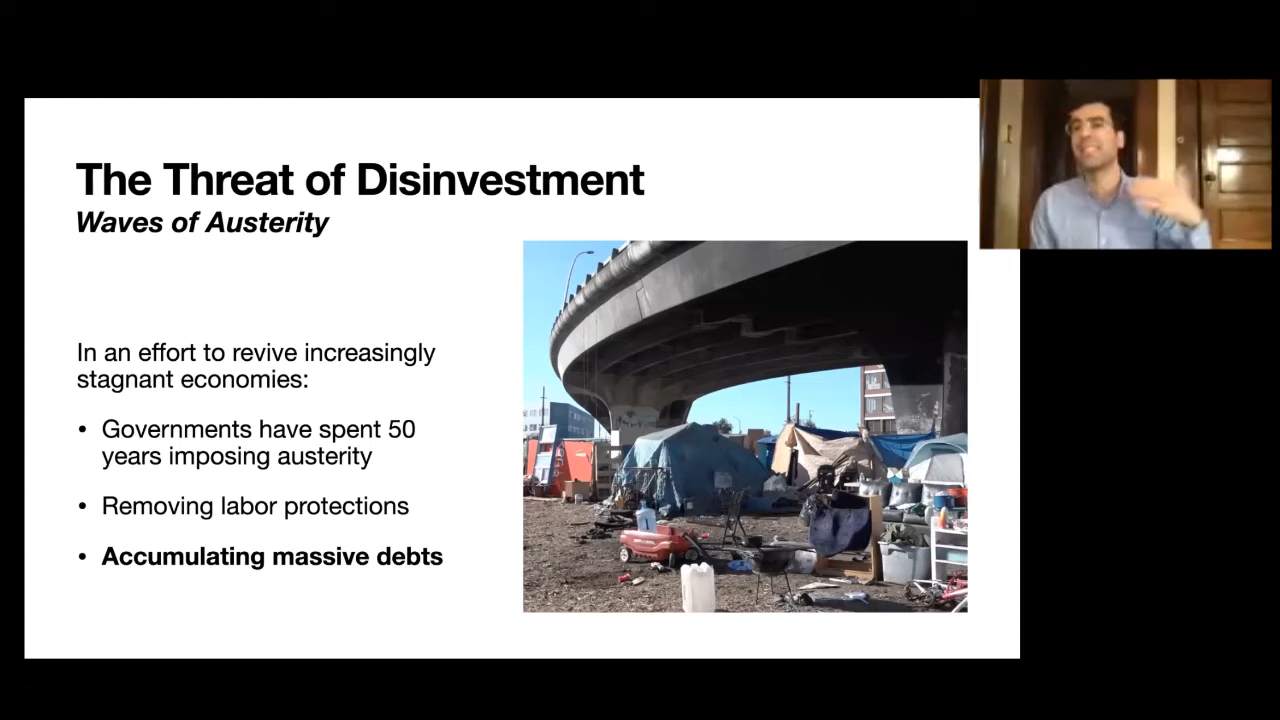 The Threat of Disinvestment
Waves of Austerity
In an effort to revive increasingly
stagnant economies:
• Governments have spent 50
years imposing austerity
• Removing labor protections
• Accumulating massive debts